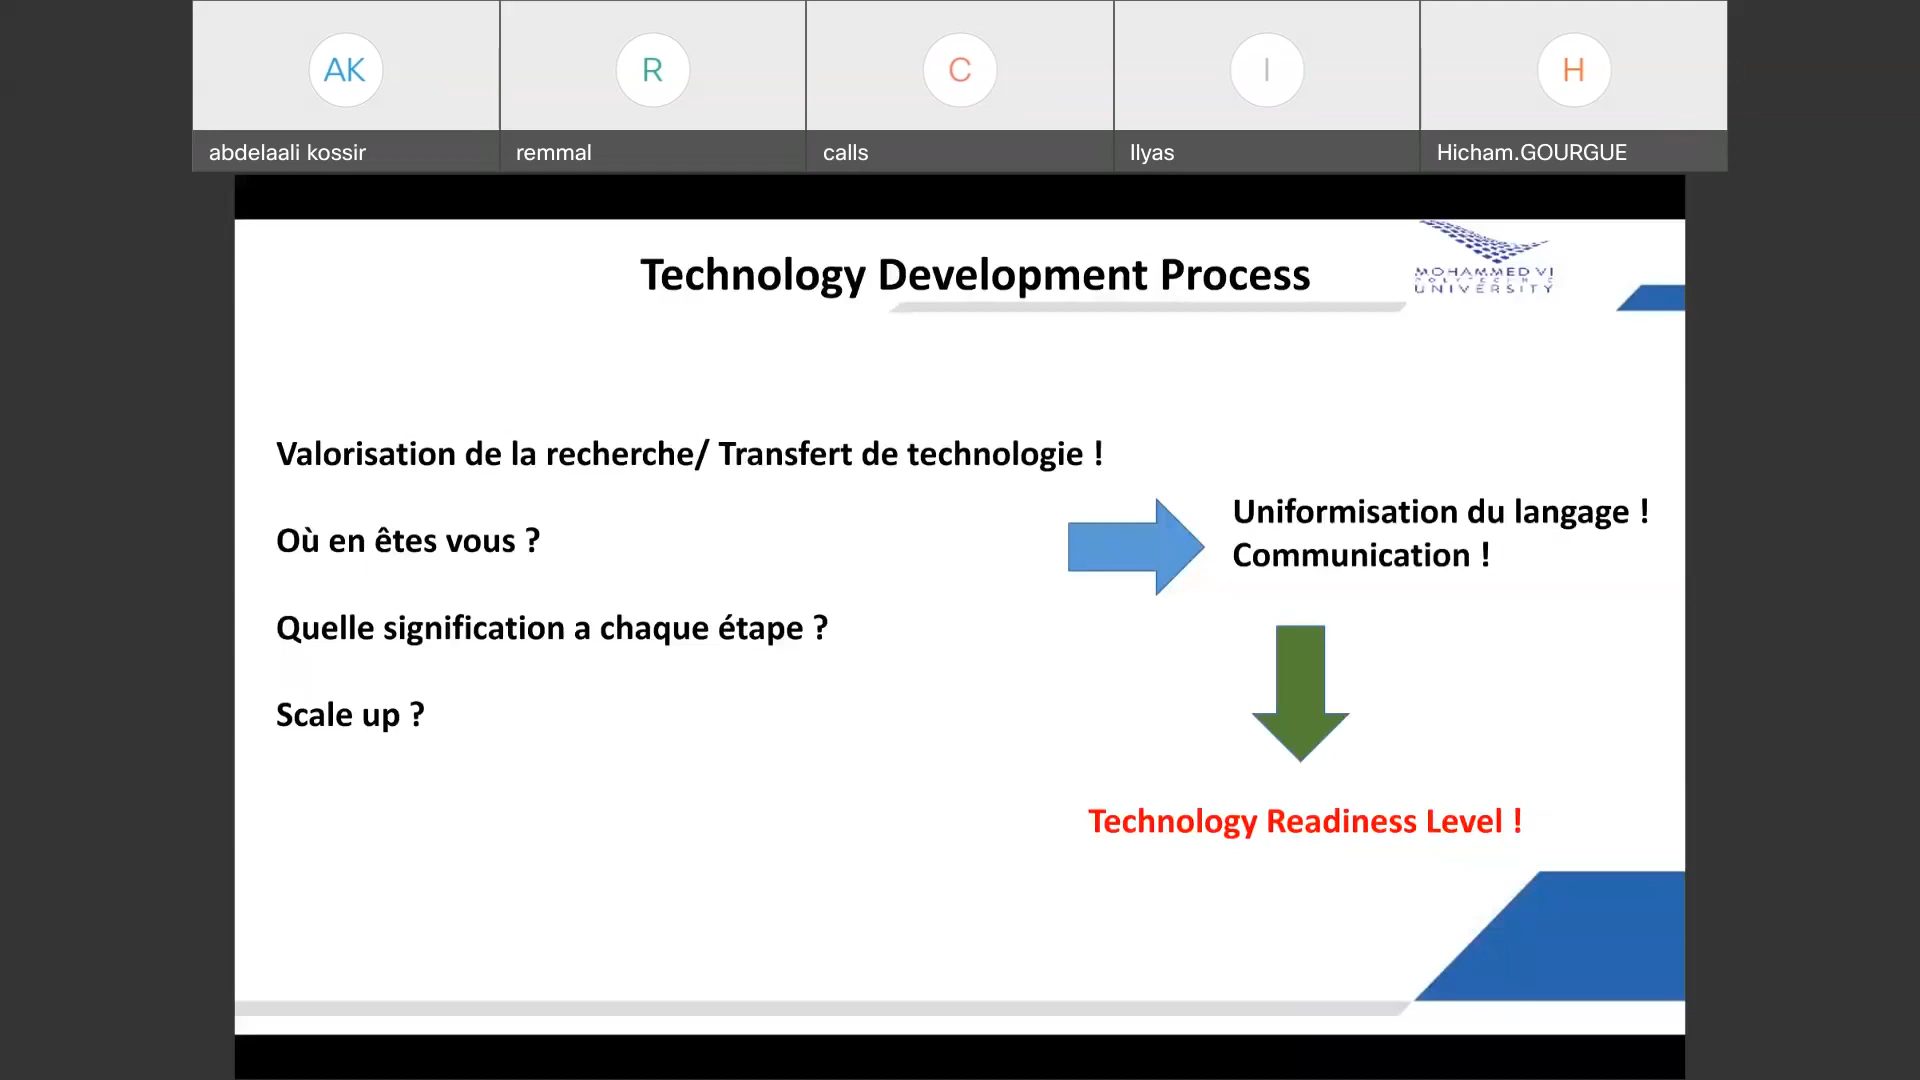 AK
R
C
I
H
abdelaali kossir
remmal
calls
Ilyas
Hicham.GOURGUE
Technology Development Process
MOHAMMED VI
POLYTECHNIC
UNIVERSITY
Valorisation de la recherche/ Transfert de technologie !
Où en êtes vous ?
Quelle signification a chaque étape ?
Scale up ?
Uniformisation du langage !
Communication !
Technology Readiness Level !